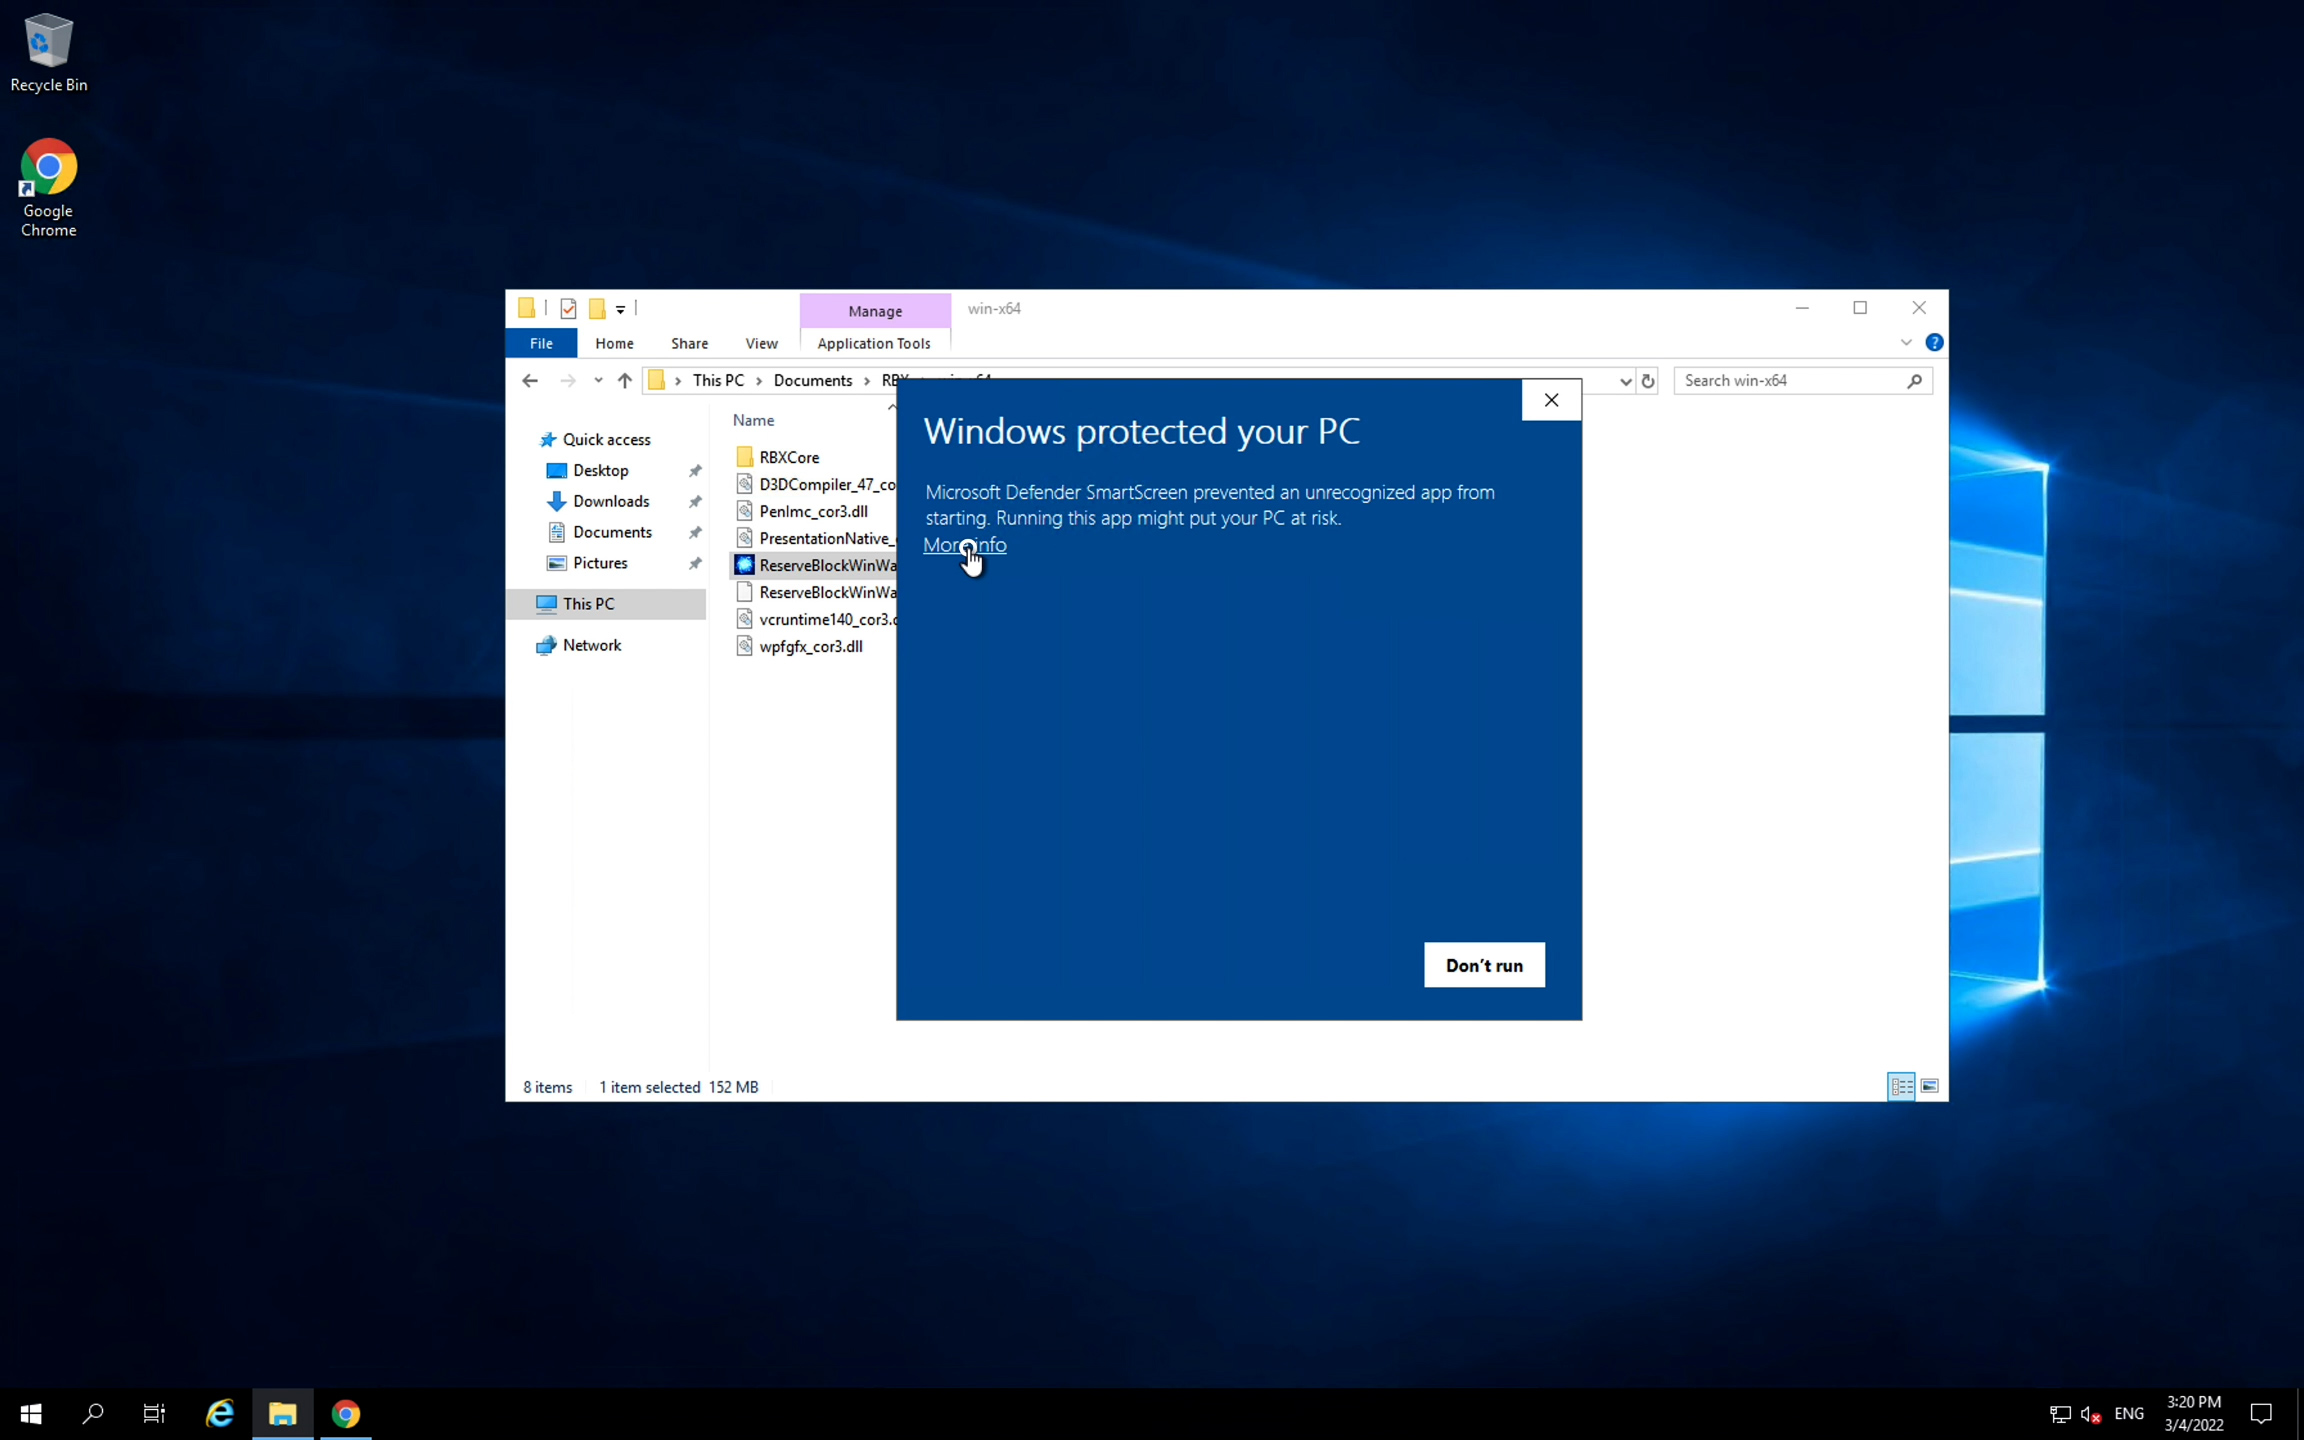 Recycle Bin
Google
Chrome
Manage
win-x64
File
Home
Share
View
Application Tools
This PC
Documents
Search win-x64
Name
Quick access
Desktop
Downloads
Documents
Pictures
This PC
Network
RBXCore
D3DCompiler_47_co
PenImc_cor3.dll
PresentationNative_
ReserveBlockWinWa
ReserveBlockWinWa
vcruntime140_cor3.
wpfgfx_cor3.dll
Windows protected your PC
Microsoft Defender SmartScreen prevented an unrecognized app from
starting. Running this app might put your PC at risk.
More info
Don't run
8 items
1 item selected 152 MB
ENG
3:20 PM
3/4/2022